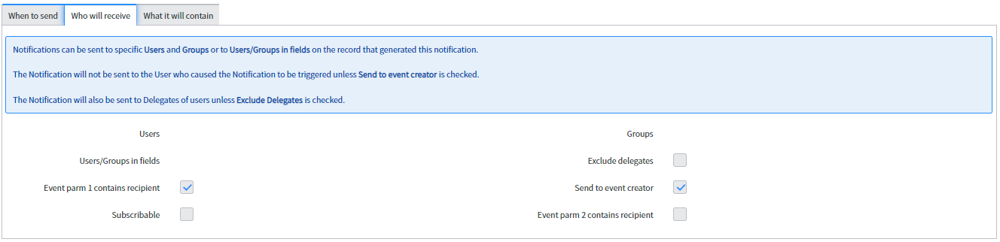 When to send
Who will receive
What it will contain
Notifications can be sent to specific Users and Groups or to Users/Groups in fields on the record that generated this notification.
The Notification will not be sent to the User who caused the Notification to be triggered unless Send to event creator is checked.
The Notification will also be sent to Delegates of users unless Exclude Delegates is checked.
Users
Groups
Users/Groups in fields
Exclude delegates
Event parm 1 contains recipient
Send to event creator
Subscribable
Event parm 2 contains recipient